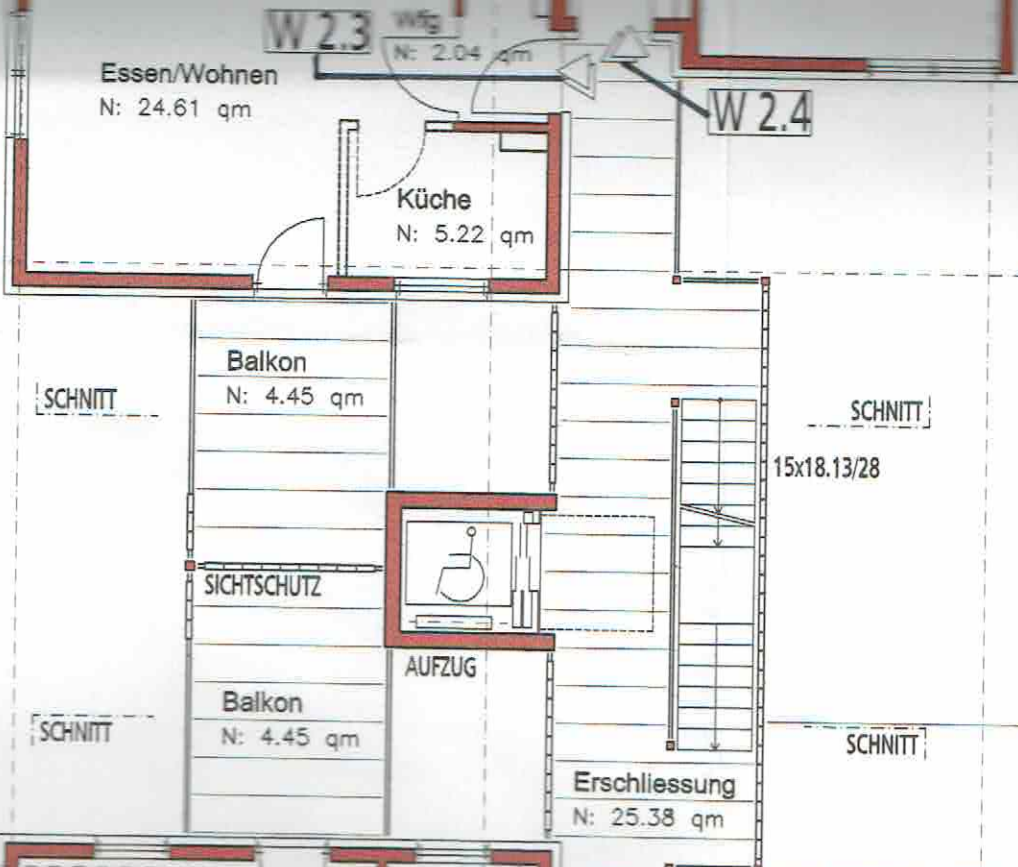 W 2.3
Wfg
N: 2.04 qm
Essen/Wohnen
N: 24.61 qm
W 2.4
Küche
N: 5.22 qm
Balkon
N: 4.45 qm
SCHNITT
SCHNITT
15x18.13/28
SICHTSCHUTZ
AUFZUG
Balkon
N: 4.45 qm
SCHNITT
SCHNITT
Erschliessung
N: 25.38 qm